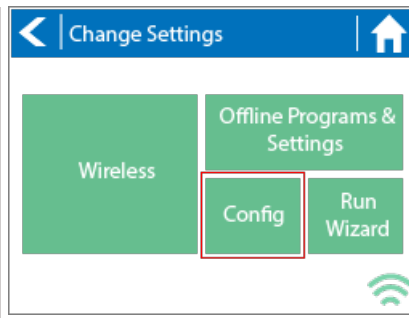 Change Settings
Offline Programs &
Settings
Wireless
Config
Run
Wizard